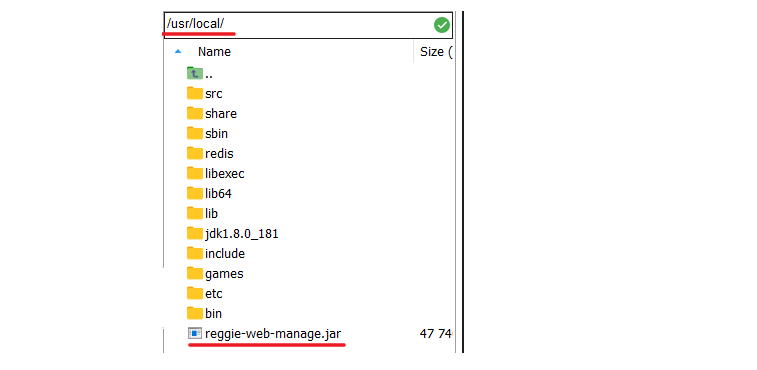 /usr/local/
Name Size (
..
src
share
sbin
redis
libexec
lib64
lib
jdk1.8.0_181
include
games
etc
bin
reggie-web-manage.jar 47 74